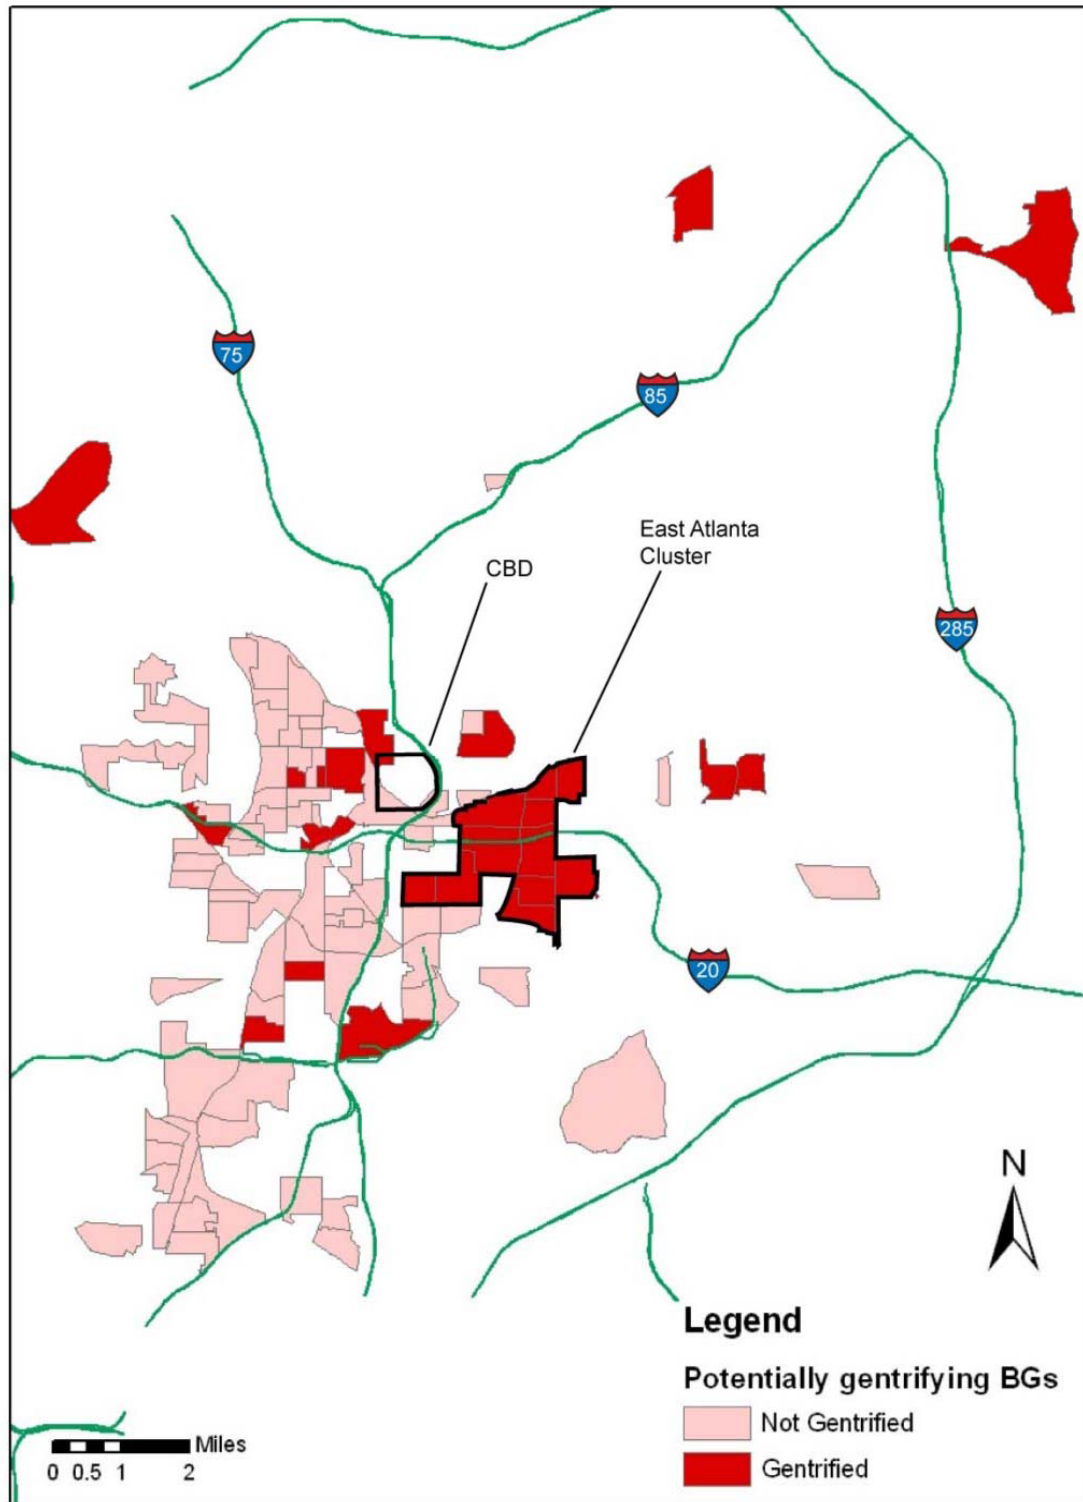 75
85
East Atlanta
Cluster
CBD
285
20
N
Legend
Potentially gentrifying BGs
Not Gentrified
Gentrified
Miles
0 0.5 1 2